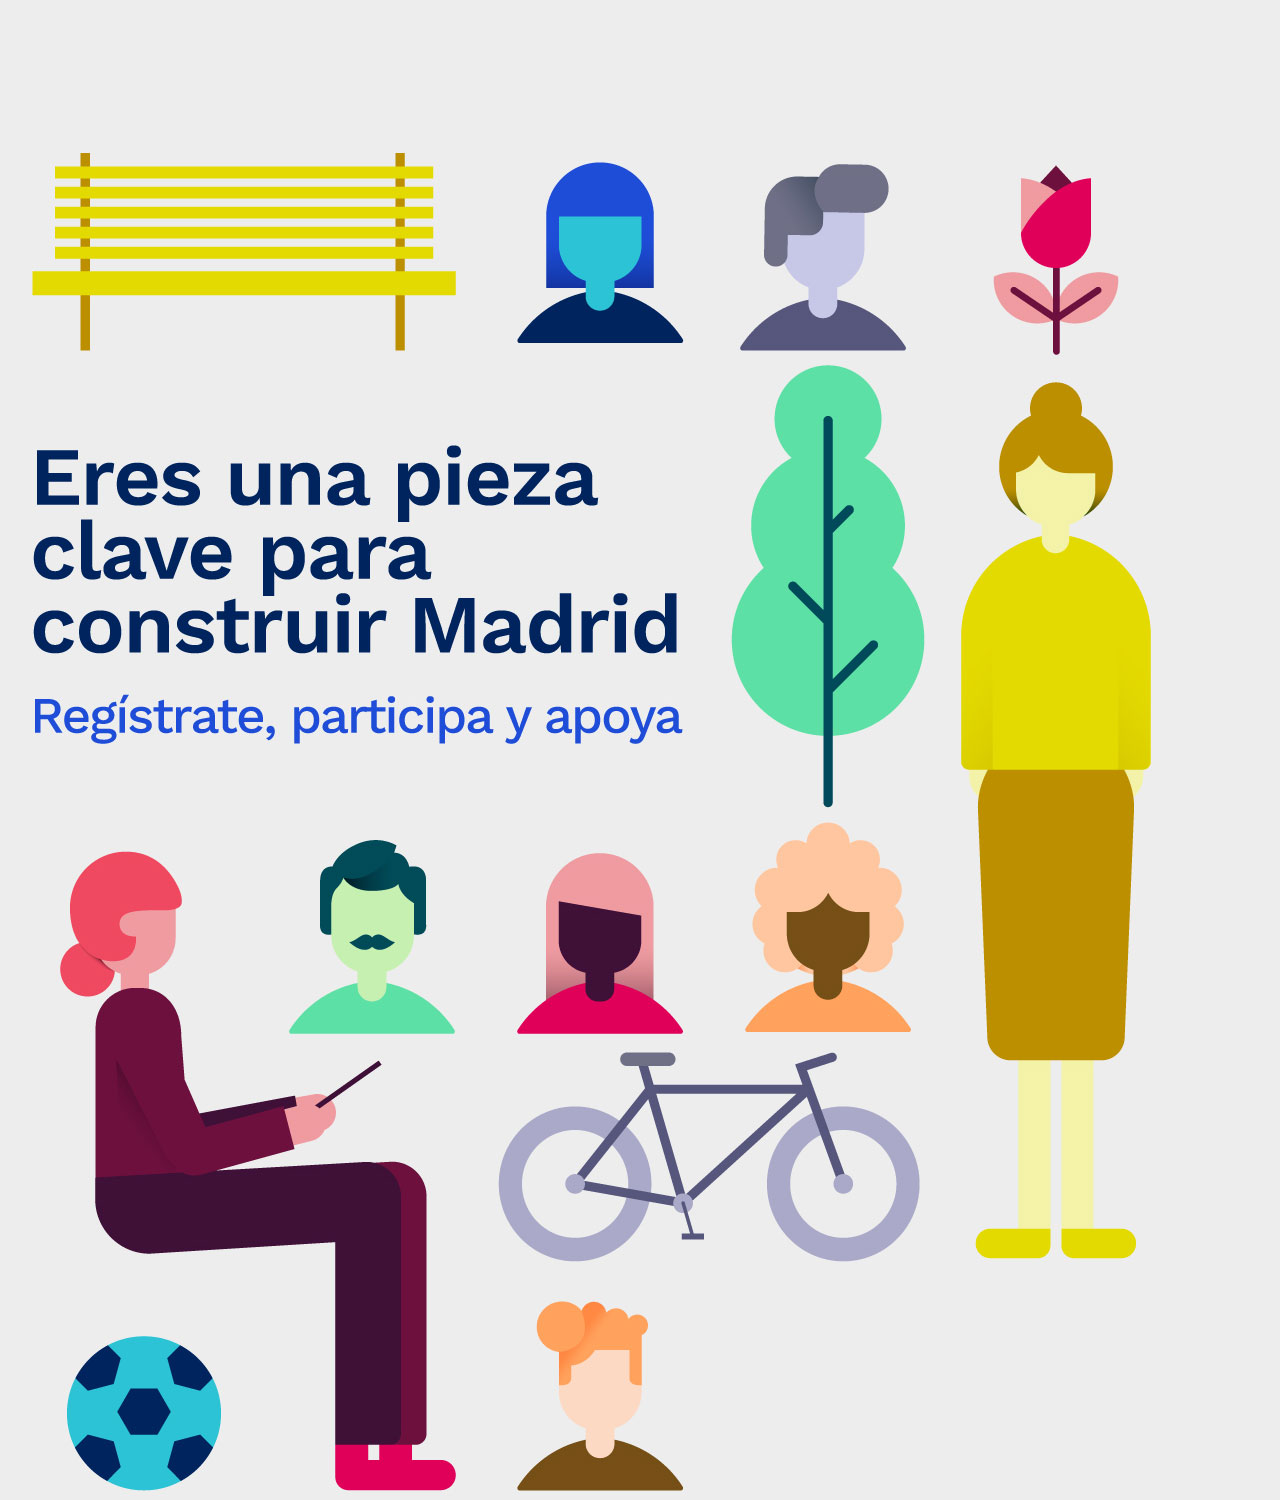 Eres una pieza
clave para
construir Madrid
Regístrate, participa y apoya